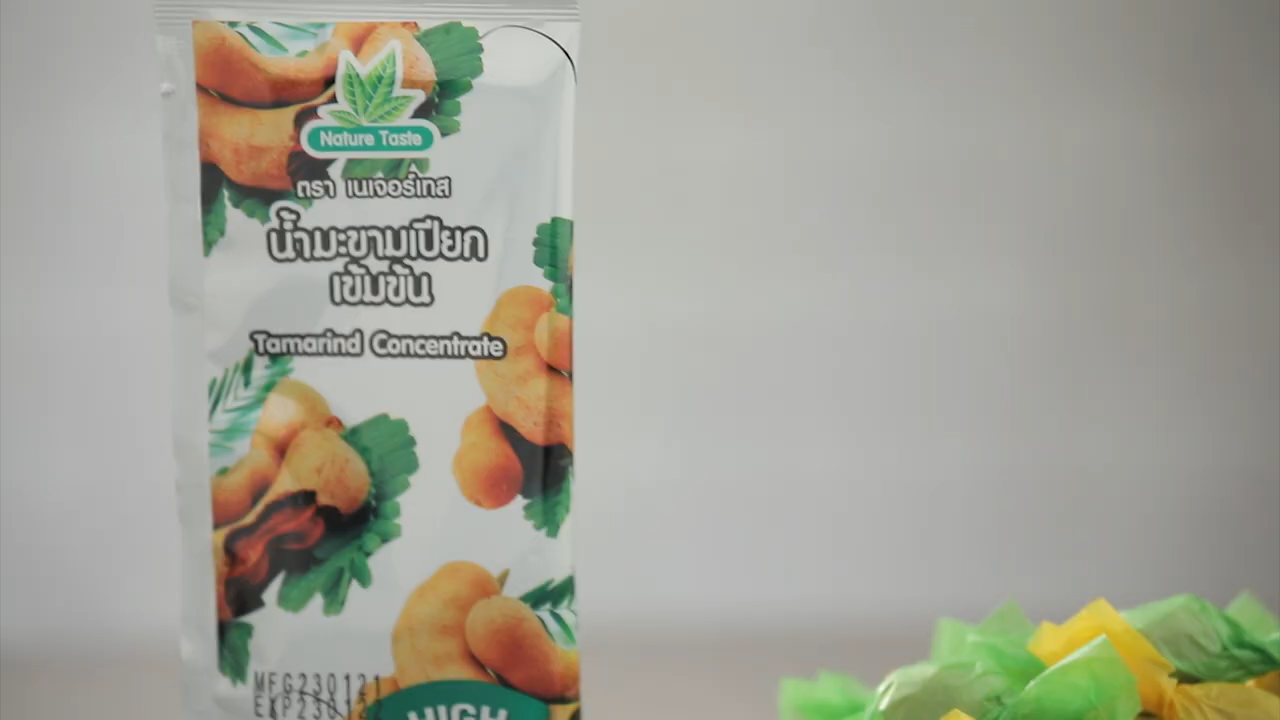 Nature Taste
ตรา เนเจอร์เทส
น้ำมะขามเปียก
เข้มข้น
Tamarind Concentrate
MFG230121
HIGH